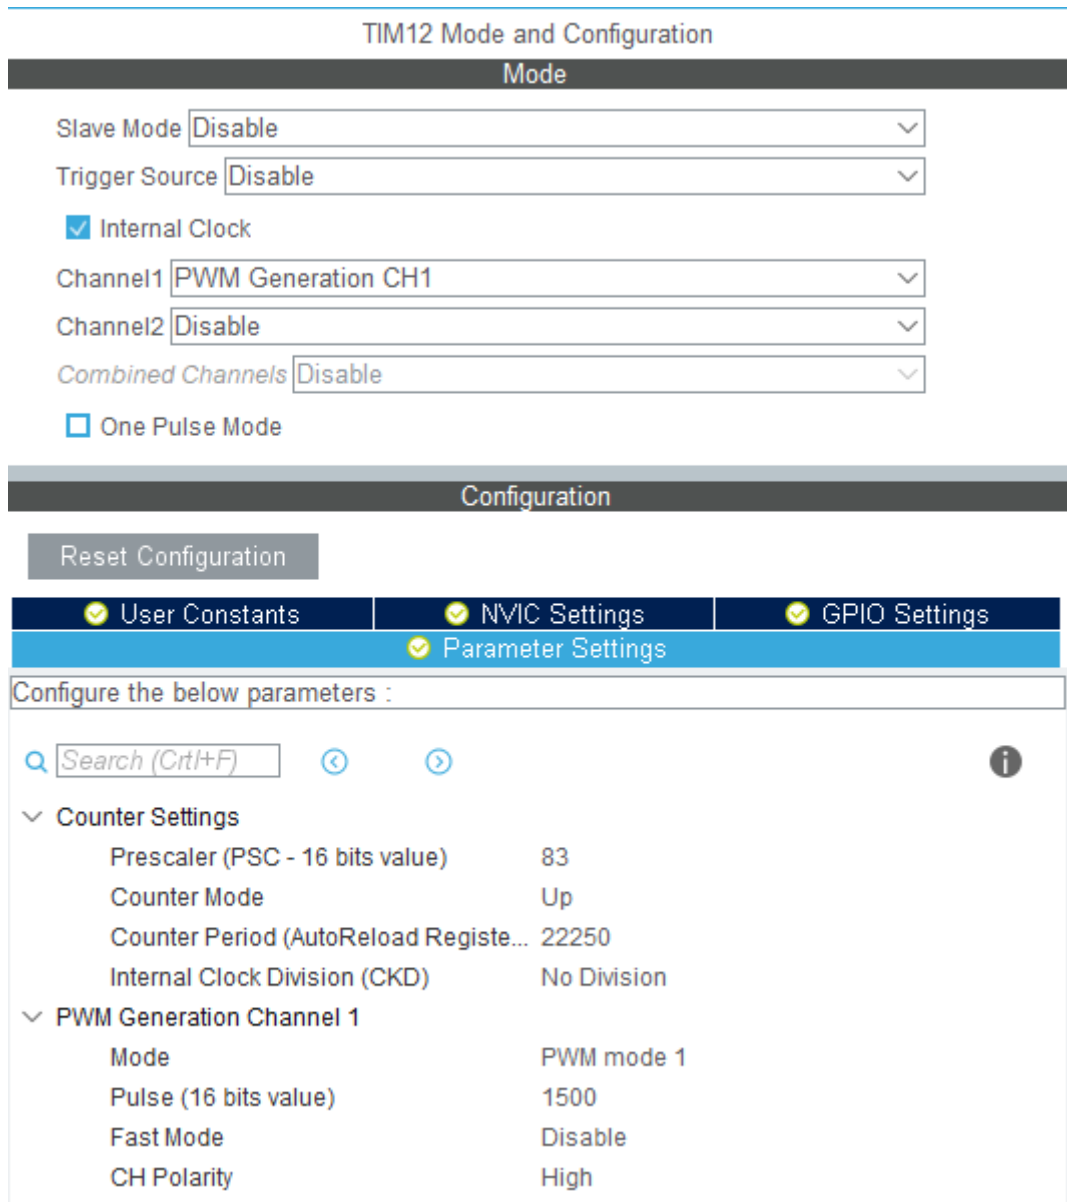 TIM12 Mode and Configuration
Mode
Slave Mode Disable
Trigger Source Disable
Internal Clock
Channel1 PWM Generation CH1
Channel2 Disable
Combined Channels Disable
One Pulse Mode
Configuration
Reset Configuration
User Constants NVIC Settings GPIO Settings
Parameter Settings
Configure the below parameters :
Search (Crtl+F)
Counter Settings
Prescaler (PSC - 16 bits value) 83
Counter Mode Up
Counter Period (AutoReload Registe... 22250
Internal Clock Division (CKD) No Division
PWM Generation Channel 1
Mode PWM mode 1
Pulse (16 bits value) 1500
Fast Mode Disable
CH Polarity High